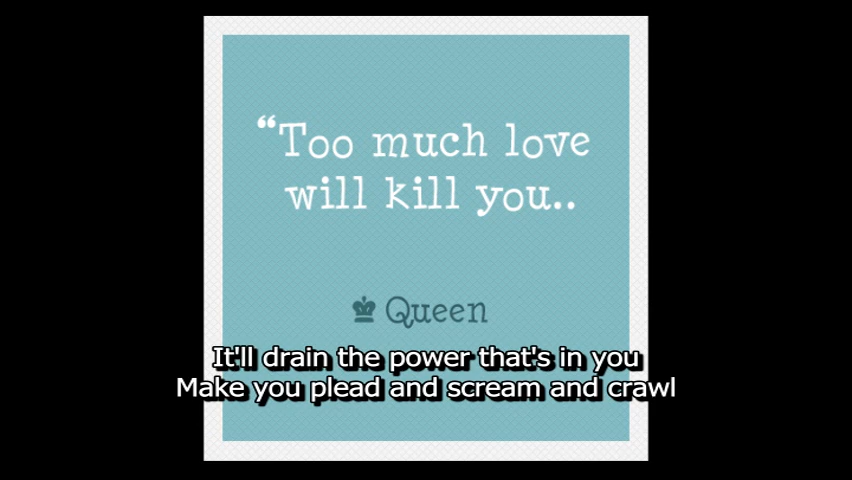 “Too much love
will kill you..
Queen
It'll drain the power that's in you
Make you plead and scream and crawl